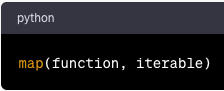 python
map(function, iterable)